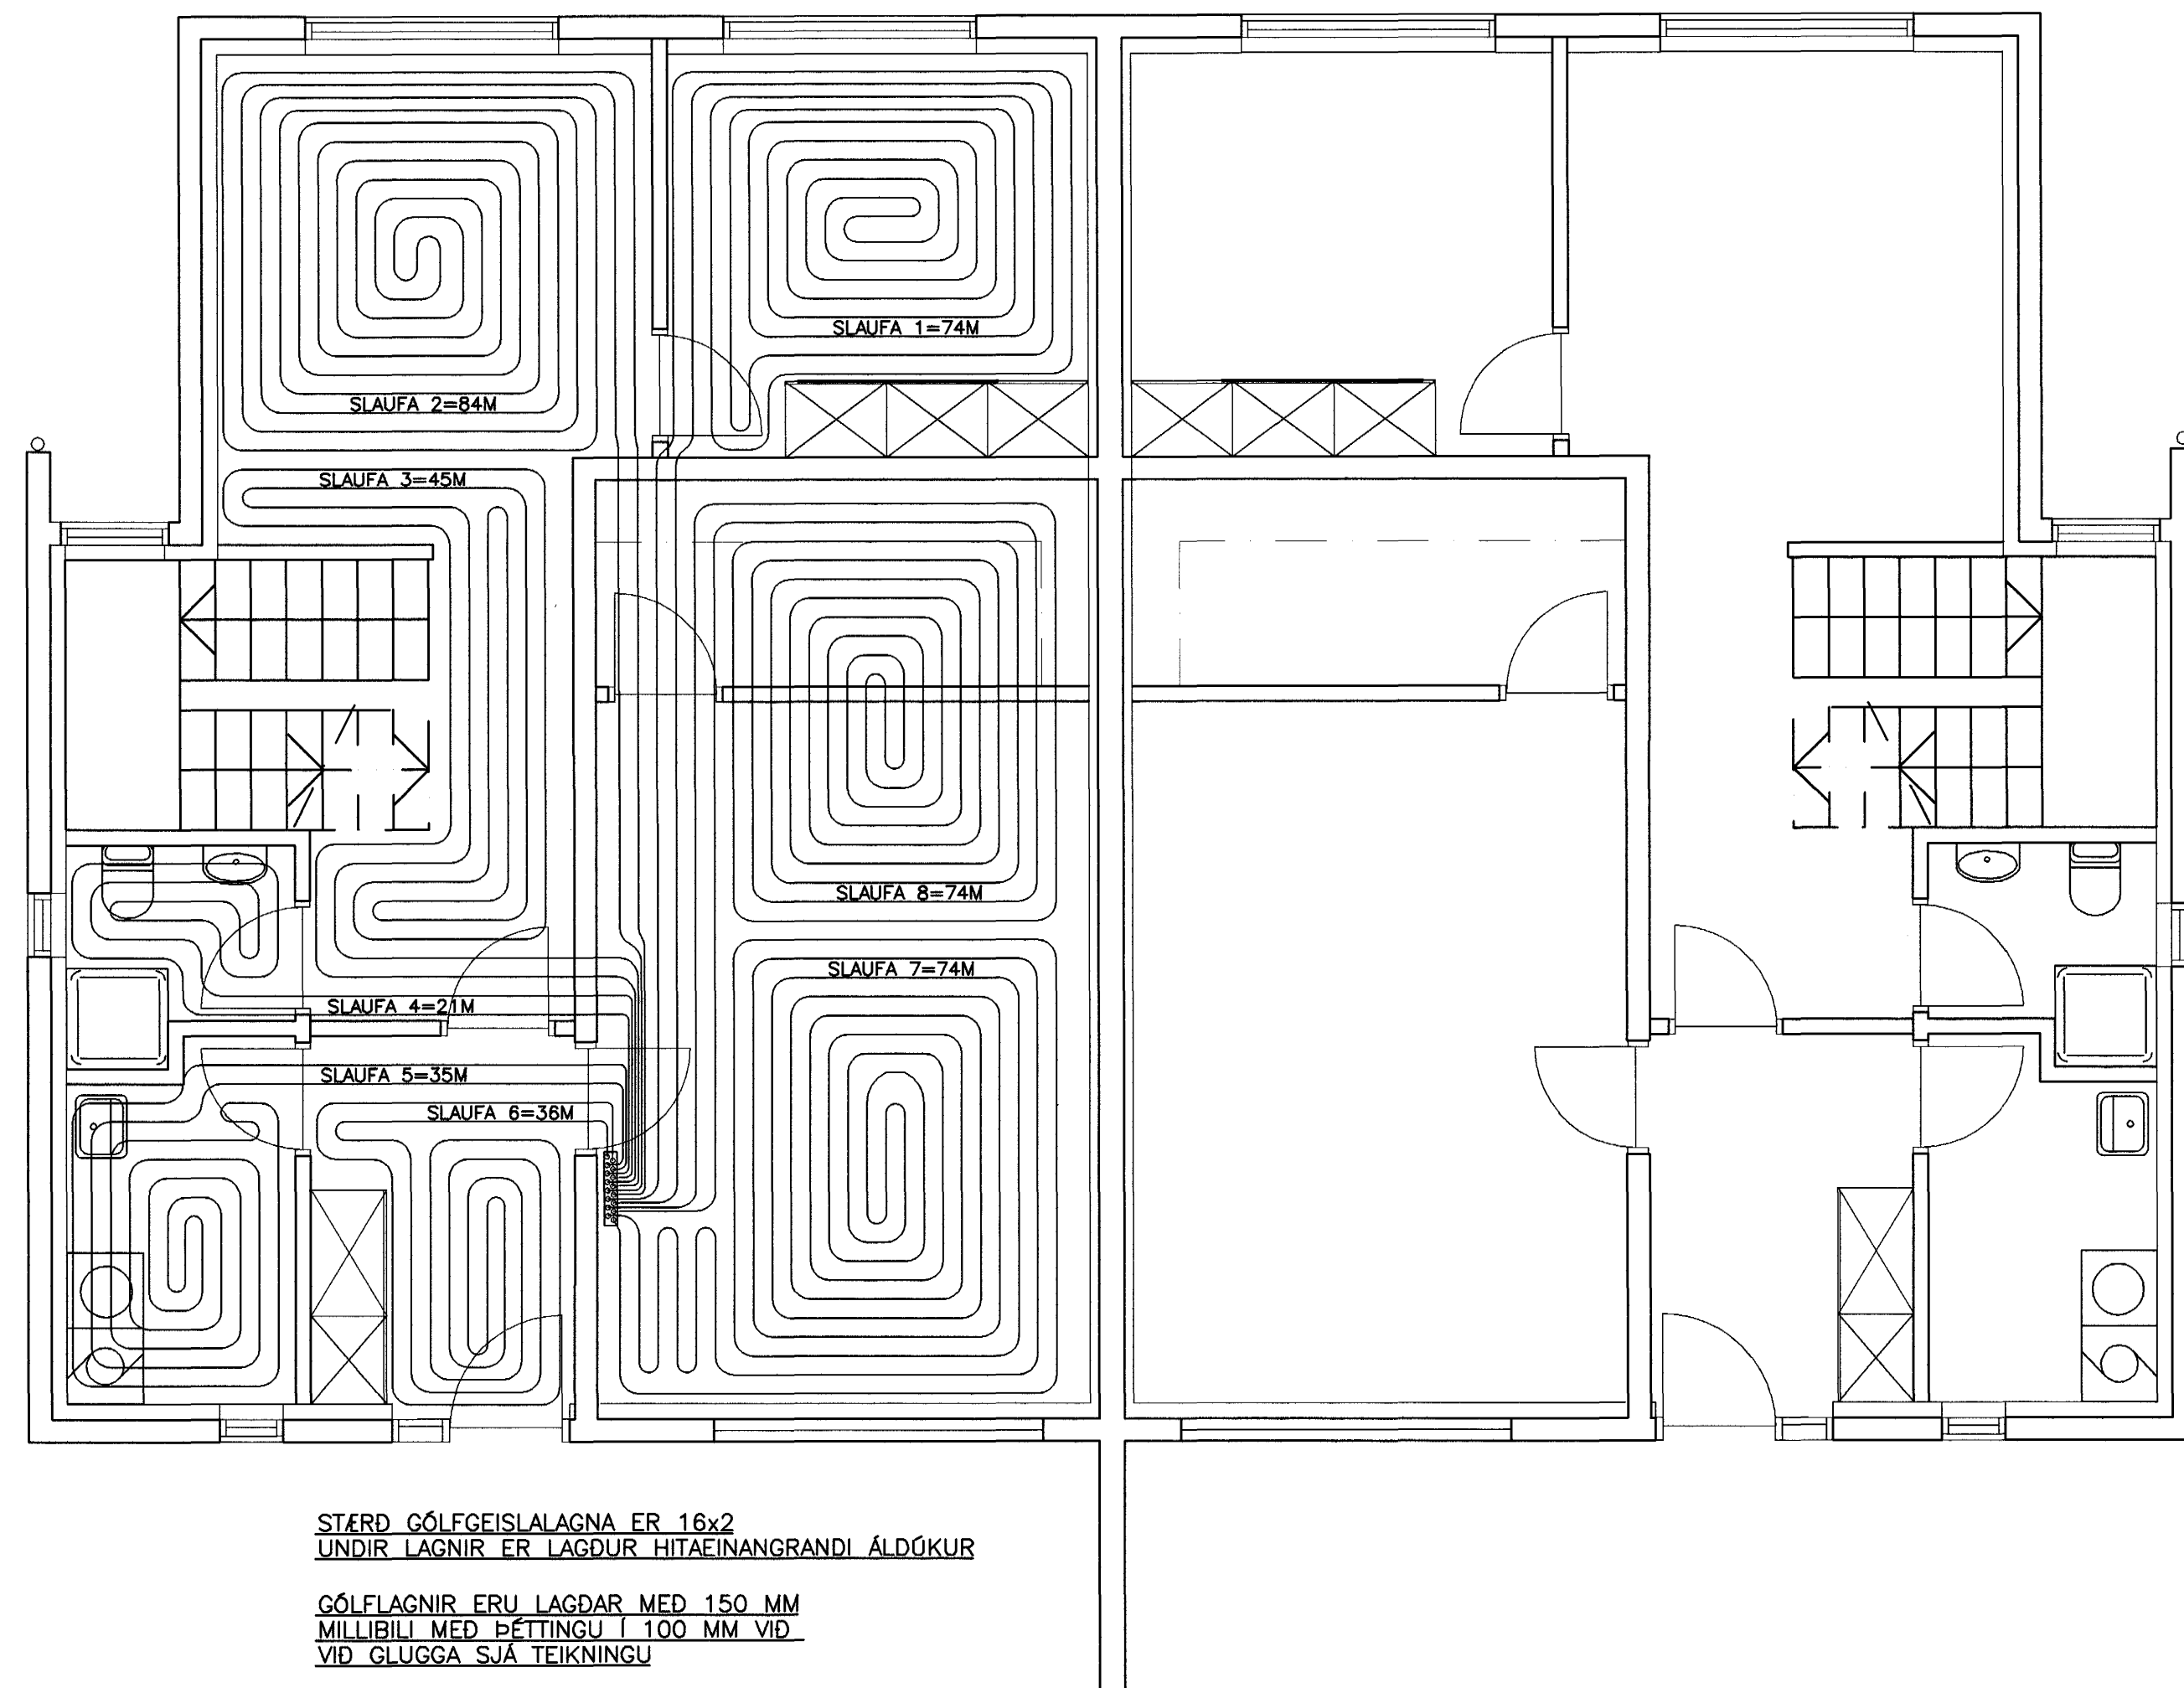 SLAUFA 1=74M
SLAUFA 2=84M
SLAUFA 3=45M
SLAUFA 8=74M
SLAUFA 7=74M
SLAUFA 4=21M
SLAUFA 5=35M
SLAUFA 6=36M
STÆRÐ GÓLFGEISLALAGNA ER 16x2
UNDIR LAGNIR ER LAGÐUR HITAEINANGRANDI ÁLDÚKUR
GÓLFLAGNIR ERU LAGÐAR MEÐ 150 MM
MILLIBILI MEÐ ÞÉTTINGU Í 100 MM VIÐ
VIÐ GLUGGA SJÁ TEIKNINGU